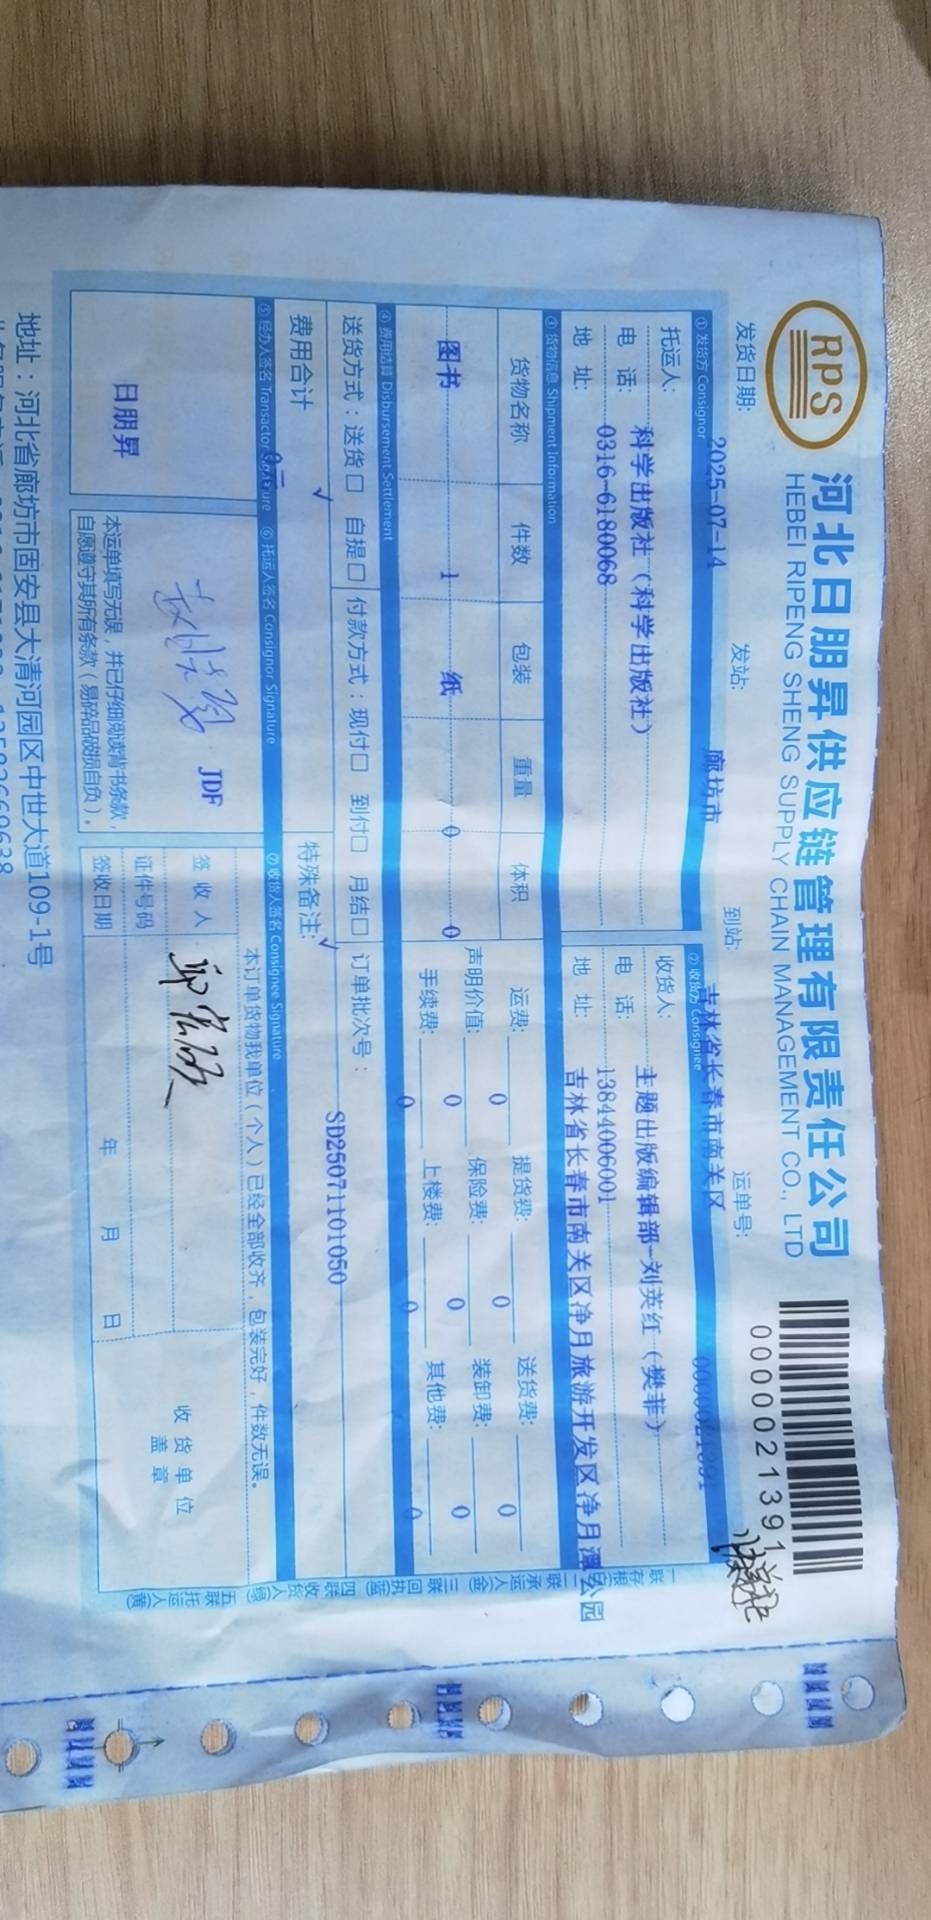 RPS
河北日朋昇供应链管理有限责任公司
HEBEI RIPENG SHENG SUPPLY CHAIN MANAGEMENT CO., LTD
000002139
发货日期: 2025-07-14 发站: 廊坊市 到站: 吉林省长春市南关区 运单号:
① 发货方 Consignor
托运人: 科学出版社(科学出版社)
电 话: 0316-6180068
地 址:
② 收货方 Consignee
收货人: 主题出版编辑部-刘英红(樊菲)
电 话: 1384406001
地 址: 吉林省长春市南关区净月旅游开发区净月潭公园
③ 货物信息 Shipment Information
货物名称 件数 包装 重量 体积
图书 1 纸 0 0
运费: 0 提货费: 0 送货费: 0
声明价值: 0 保险费: 0 装卸费: 0
手续费: 0 上楼费: 0 其他费: 0
④ 费用结算 Disbursement Settlement
送货方式:送货□ 自提□ 付款方式:现付□ 到付□ 月结□ 订单批次号: SD25071101050
费用合计 √ 特殊备注: √
⑤ 经办人签名 Transactor Signature ⑥ 托运人签名 Consignor Signature ⑦ 收货人签名 Consignee Signature
日朋昇
JDF
本运单填写无误,并已仔细阅读背书条款,
自愿遵守其所有条款(易碎品破损自负)。
本订单货物我单位(个人)已经全部收齐,包装完好,件数无误。
签 收 人
证件号码
签收日期 年 月 日
收 货 单 位
盖 章
一联 存根
二联 承运人
三联 回执
四联 收货人
五联 托运人
地址:河北省廊坊市固安县大清河园区中世大道109-1号